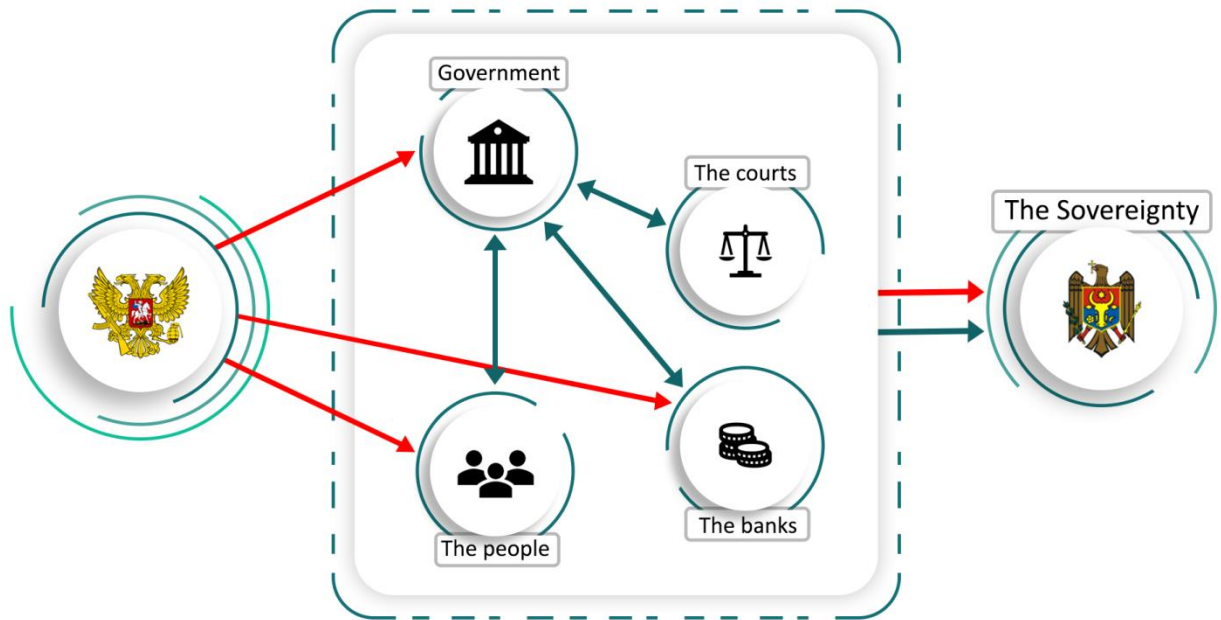 Government
The courts
The Sovereignty
The people
The banks